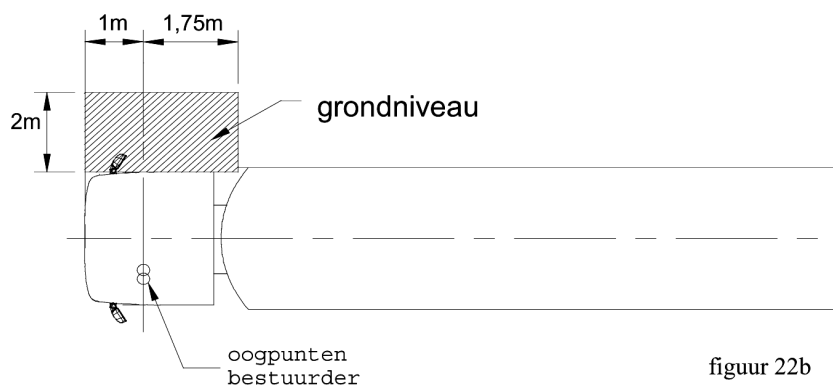 1m
1,75m
2m
grondniveau
oogpunten
bestuurder
figuur 22b